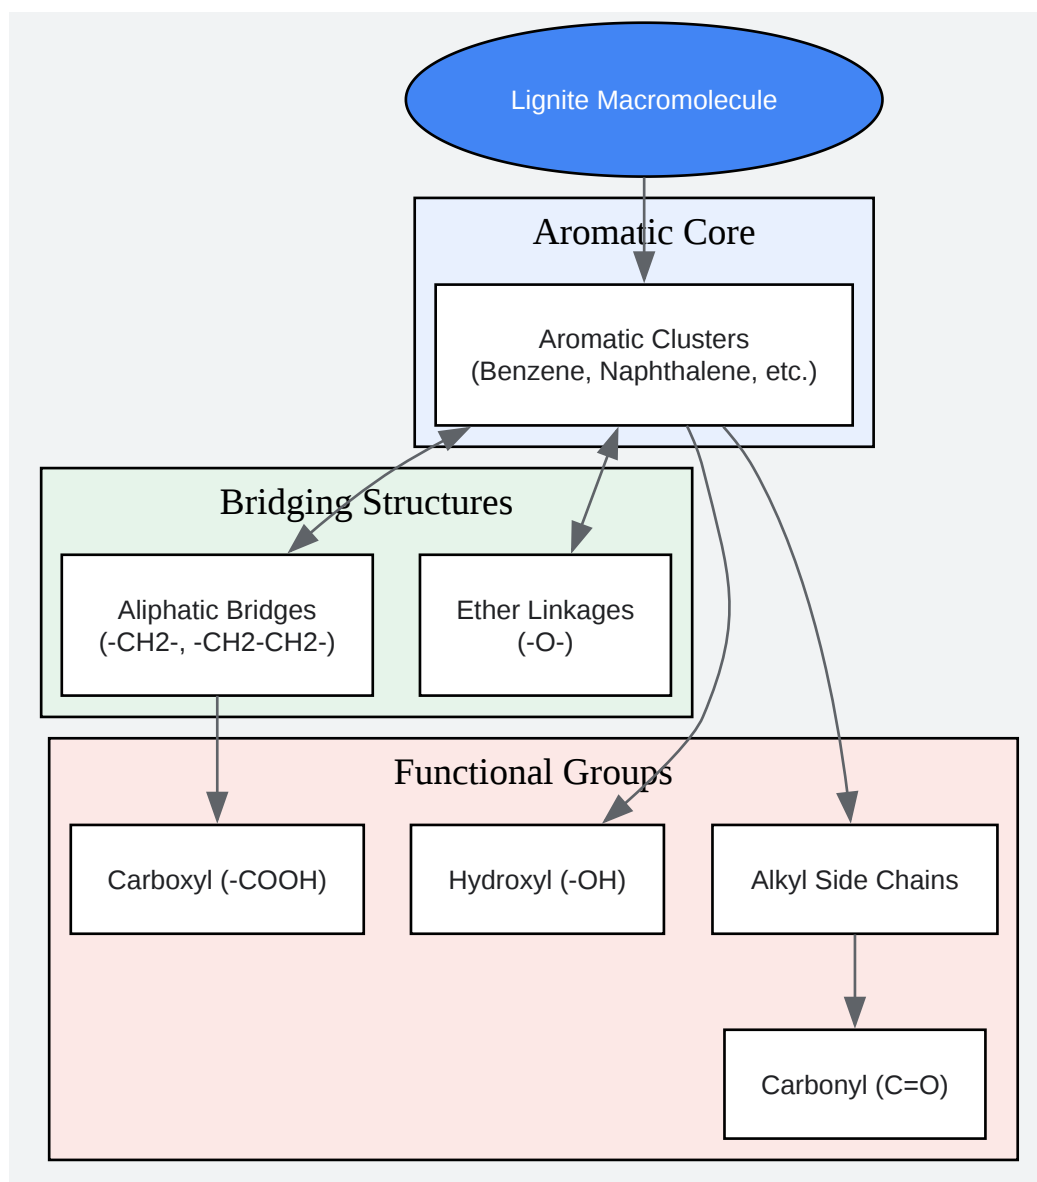 Lignite Macromolecule
Aromatic Core
Aromatic Clusters
(Benzene, Naphthalene, etc.)
Bridging Structures
Aliphatic Bridges
(-CH2-, -CH2-CH2-)
Ether Linkages
(-O-)
Functional Groups
Carboxyl (-COOH)
Hydroxyl (-OH)
Alkyl Side Chains
Carbonyl (C=O)